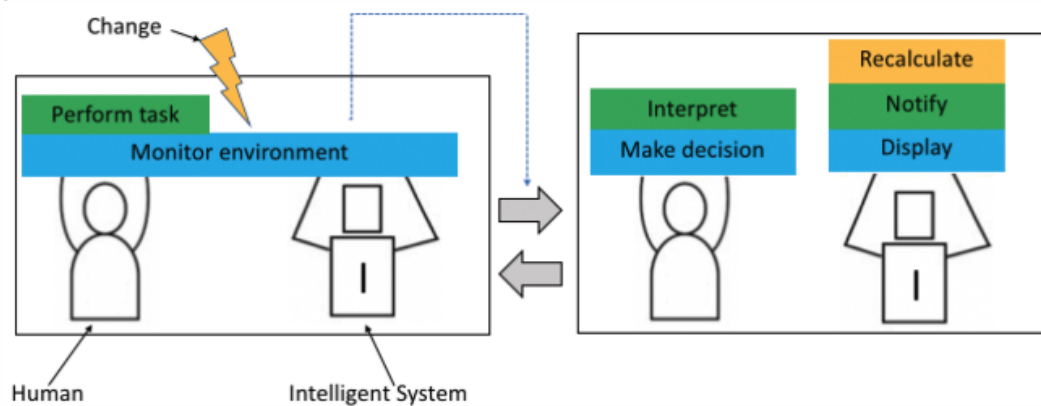 Change
Perform task
Monitor environment
I
Human
Intelligent System
Interpret
Make decision
Recalculate
Notify
Display
I